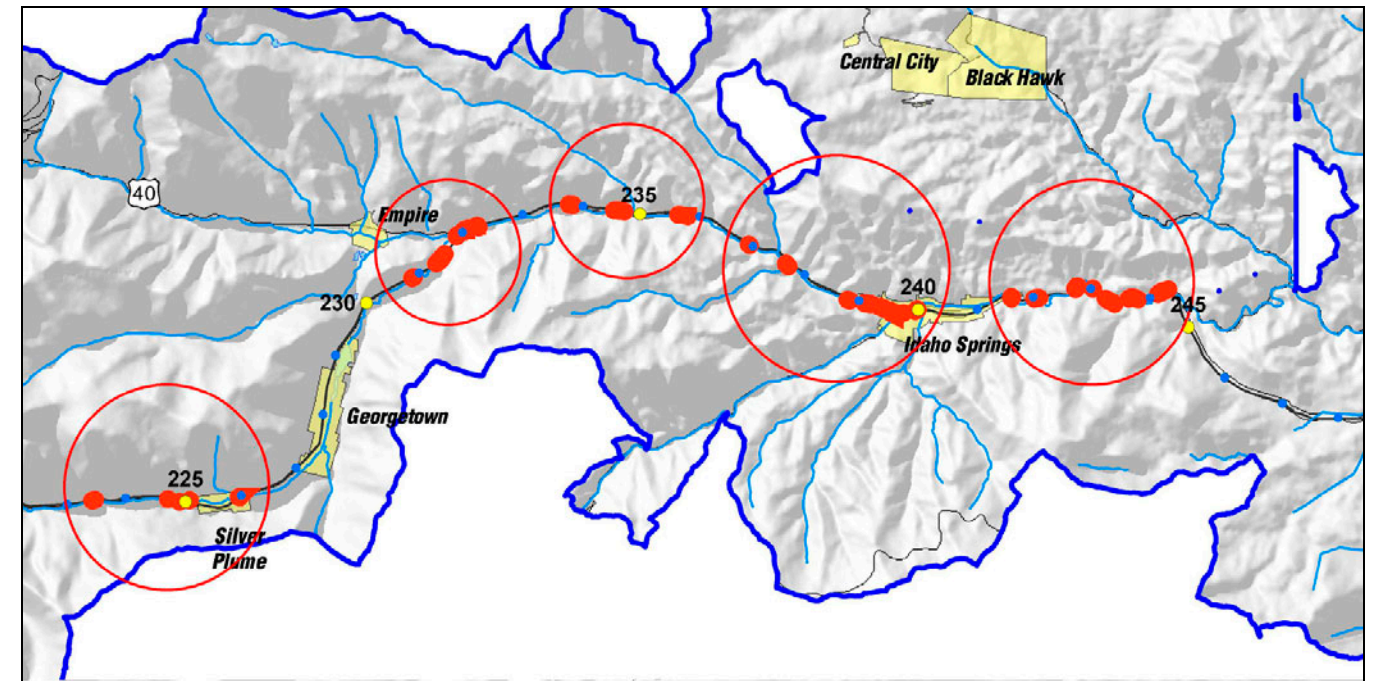 Central City
Black Hawk
40
235
Empire
240
230
245
Idaho Springs
Georgetown
225
Silver
Plume